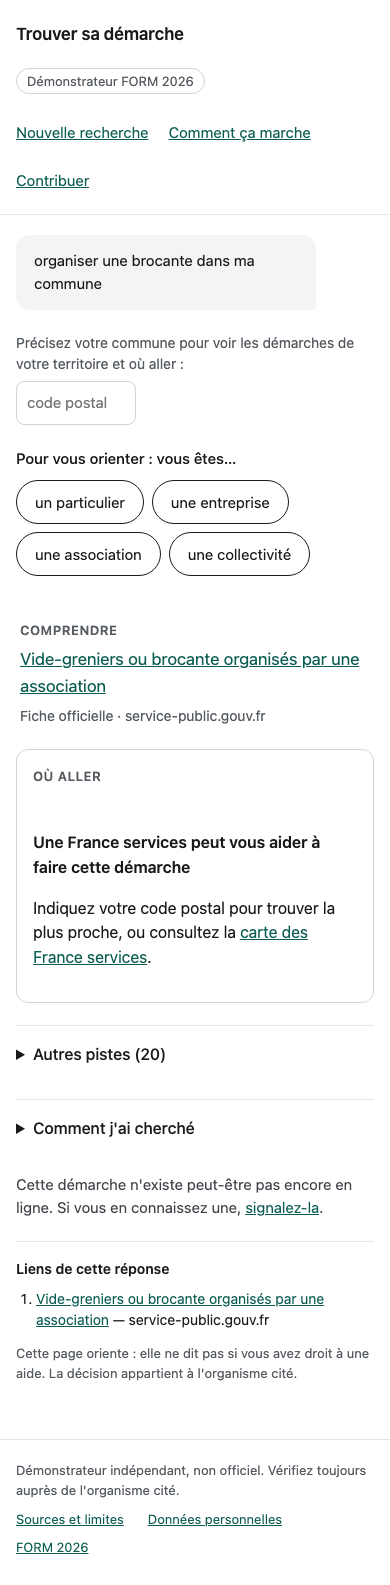 Trouver sa démarche
Démonstrateur FORM 2026
Nouvelle recherche Comment ça marche
Contribuer
organiser une brocante dans ma
commune
Précisez votre commune pour voir les démarches de
votre territoire et où aller :
code postal
Pour vous orienter : vous êtes...
un particulier une entreprise
une association une collectivité
COMPRENDRE
Vide-greniers ou brocante organisés par une
association
Fiche officielle · service-public.gouv.fr
OÙ ALLER
Une France services peut vous aider à
faire cette démarche
Indiquez votre code postal pour trouver la
plus proche, ou consultez la carte des
France services.
Autres pistes (20)
Comment j'ai cherché
Cette démarche n'existe peut-être pas encore en
ligne. Si vous en connaissez une, signalez-la.
Liens de cette réponse
1. Vide-greniers ou brocante organisés par une
association — service-public.gouv.fr
Cette page oriente : elle ne dit pas si vous avez droit à une
aide. La décision appartient à l'organisme cité.
Démonstrateur indépendant, non officiel. Vérifiez toujours
auprès de l'organisme cité.
Sources et limites Données personnelles
FORM 2026